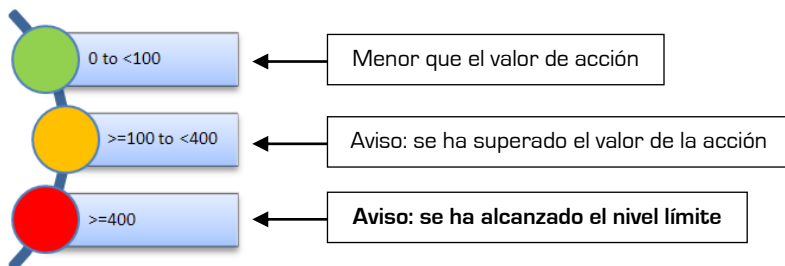 0 to <100
Menor que el valor de acción
>=100 to <400
Aviso: se ha superado el valor de la acción
>=400
Aviso: se ha alcanzado el nivel límite